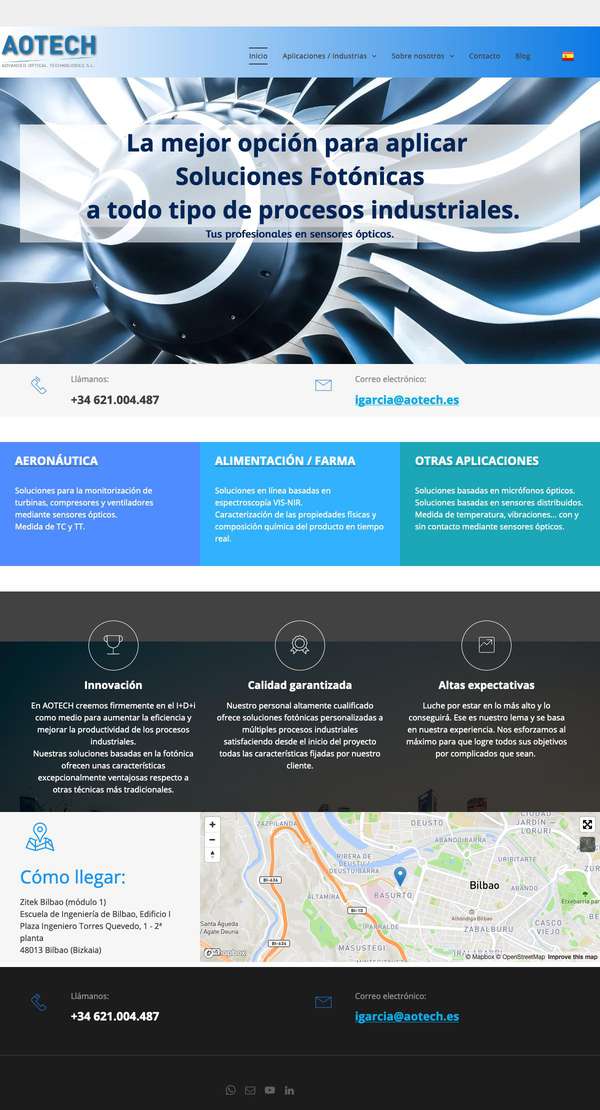 AOTECH
ADVANCED OPTICAL TECHNOLOGIES S.L.
Inicio
Aplicaciones / Industrias
Sobre nosotros
Contacto
Blog
La mejor opción para aplicar
Soluciones Fotónicas
a todo tipo de procesos industriales.
Tus profesionales en sensores ópticos.
Llámanos:
+34 621.004.487
Correo electrónico:
igarcia@aotech.es
AERONÁUTICA
Soluciones para la monitorización de
turbinas, compresores y ventiladores
mediante sensores ópticos.
Medida de TC y TT.
ALIMENTACIÓN / FARMA
Soluciones en línea basadas en
espectroscopía VIS-NIR.
Caracterización de las propiedades físicas y
composición química del producto en tiempo
real.
OTRAS APLICACIONES
Soluciones basadas en micrófonos ópticos.
Soluciones basadas en sensores distribuidos.
Medida de temperatura, vibraciones... con y
sin contacto mediante sensores ópticos.
Innovación
En AOTECH creemos firmemente en el I+D+i
como medio para aumentar la eficiencia y
mejorar la productividad de los procesos
industriales.
Nuestras soluciones basadas en la fotónica
ofrecen unas características
excepcionalmente ventajosas respecto a
otras técnicas más tradicionales.
Calidad garantizada
Nuestro personal altamente cualificado
ofrece soluciones fotónicas personalizadas a
múltiples procesos industriales
satisfaciendo desde el inicio del proyecto
todas las características fijadas por nuestro
cliente.
Altas expectativas
Luche por estar en lo más alto y lo
conseguirá. Ese es nuestro lema y se basa
en nuestra experiencia. Nos esforzamos al
máximo para que logre todos sus objetivos
por complicados que sean.
Cómo llegar:
Zitek Bilbao (módulo 1)
Escuela de Ingeniería de Bilbao, Edificio I
Plaza Ingeniero Torres Quevedo, 1 - 2ª
planta
48013 Bilbao (Bizkaia)
ZAZPILANDA
DEUSTO
CIUDAD
JARDÍN —
LORURI
RIBERA DE
DEUSTU /
RIBERA DE
DEUSTO
URIBITARTE
BI-636
ALTAMIRA
BASURTO
BI-10
Bilbao
Etxebarria par
Alhóndiga Bilbao
CASCO
VIEJO
Santa Águeda
/ Agate Deuna
IPARRALDE
ZABALBURU
BI-636
MASUSTEGI
SOLOKOETXE
mapbox
© Mapbox © OpenStreetMap Improve this map
Llámanos:
+34 621.004.487
Correo electrónico:
igarcia@aotech.es